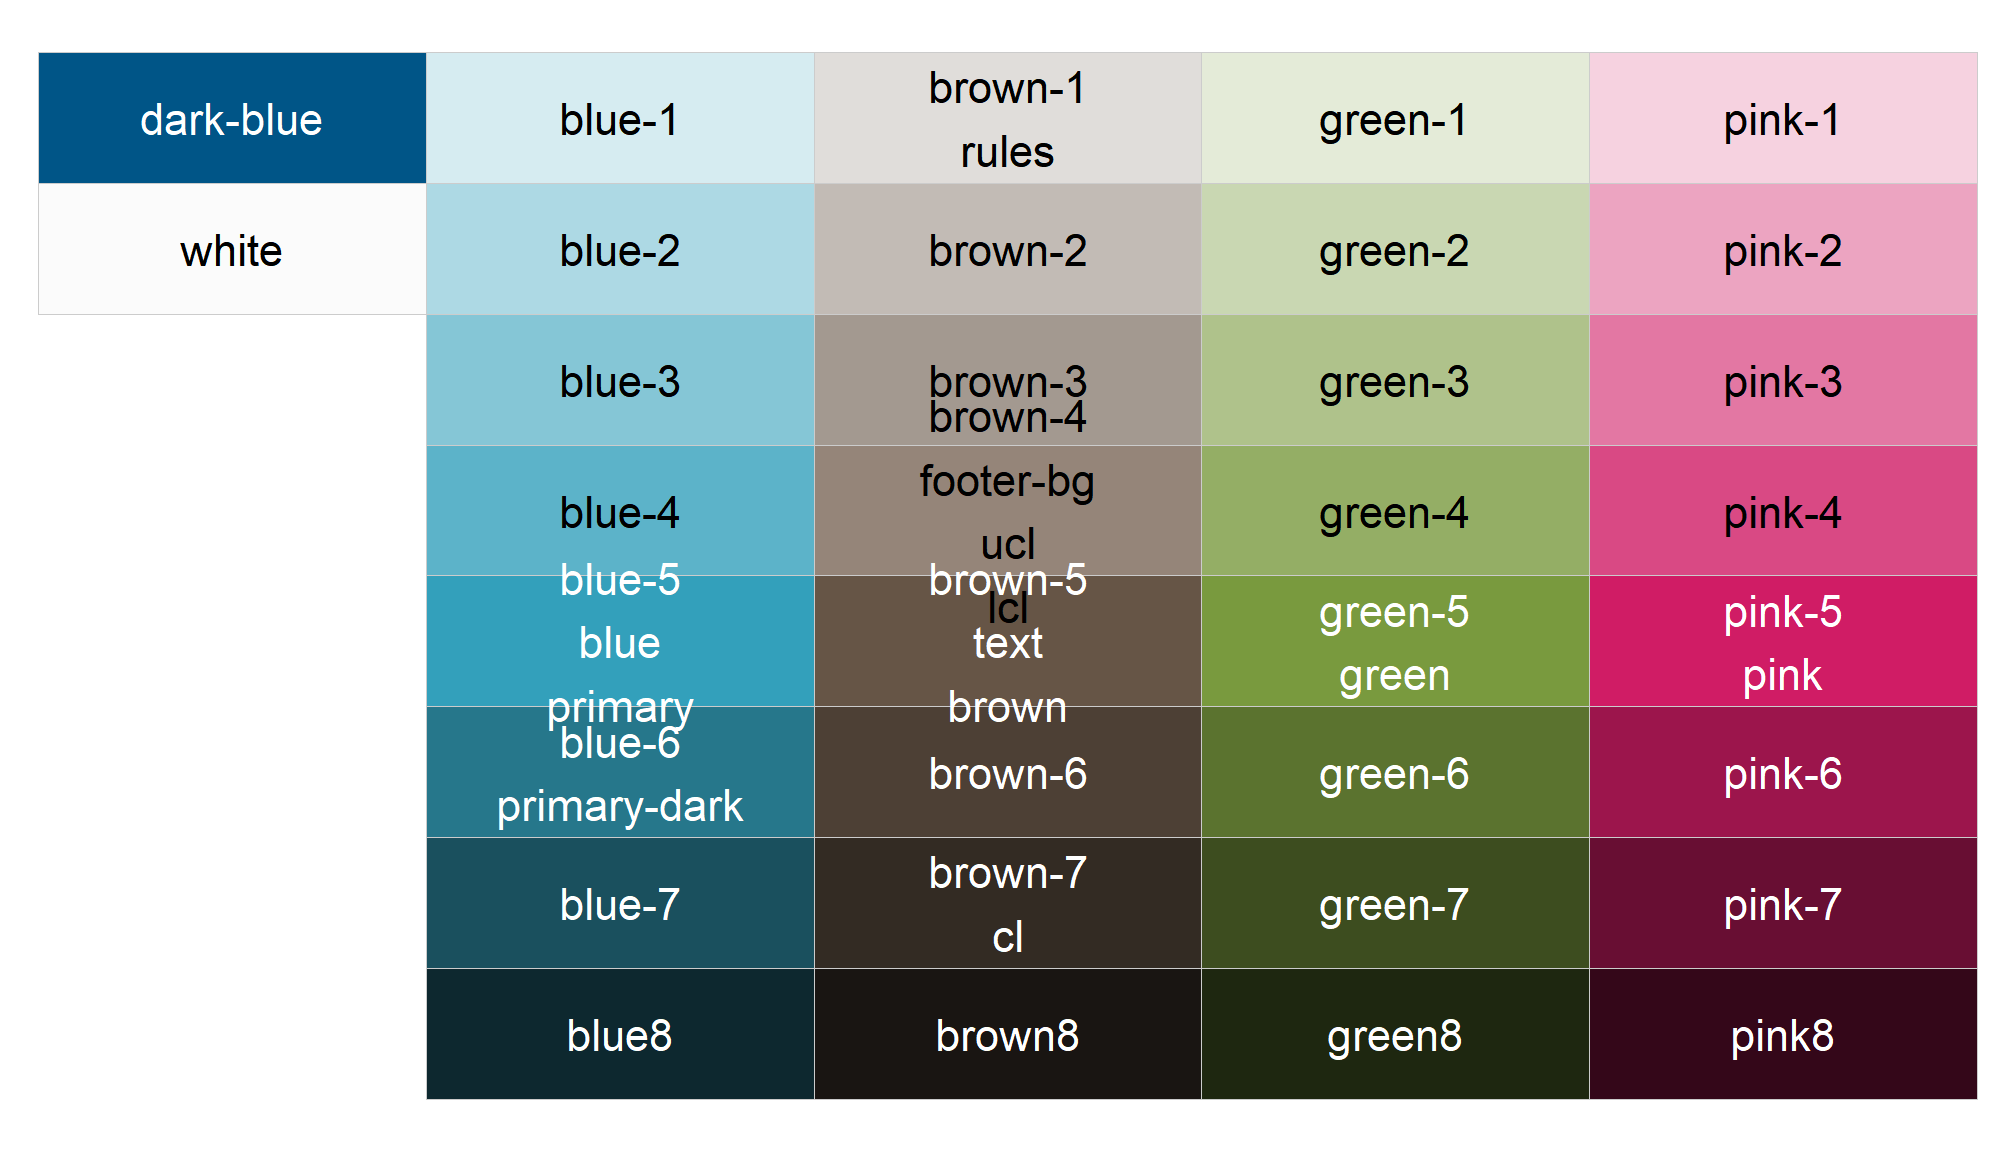 dark-blue
blue-1
brown-1
rules
green-1
pink-1
white
blue-2
brown-2
green-2
pink-2
blue-3
brown-3
green-3
pink-3
blue-4
brown-4
footer-bg
ucl
lcl
green-4
pink-4
blue-5
blue
primary
brown-5
text
brown
green-5
green
pink-5
pink
blue-6
primary-dark
brown-6
green-6
pink-6
blue-7
brown-7
cl
green-7
pink-7
blue8
brown8
green8
pink8